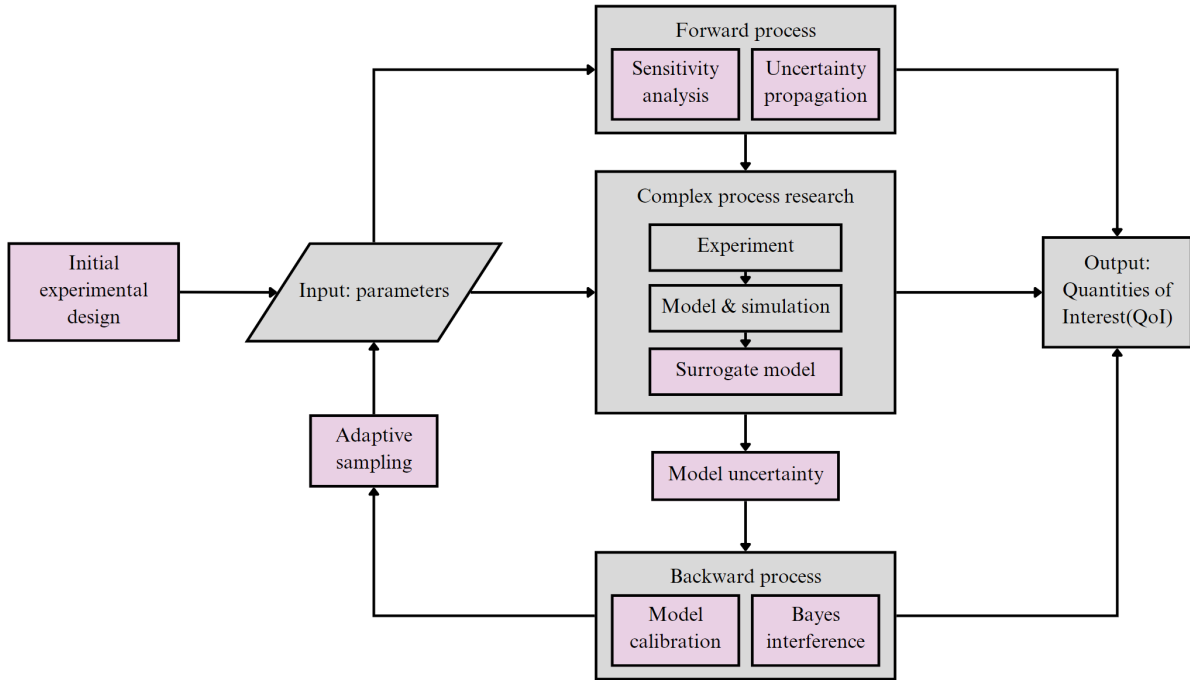 Forward process
Sensitivity
analysis
Uncertainty
propagation
Complex process research
Experiment
Model & simulation
Surrogate model
Initial
experimental
design
Input: parameters
Output:
Quantities of
Interest(QoI)
Adaptive
sampling
Model uncertainty
Backward process
Model
calibration
Bayes
interference